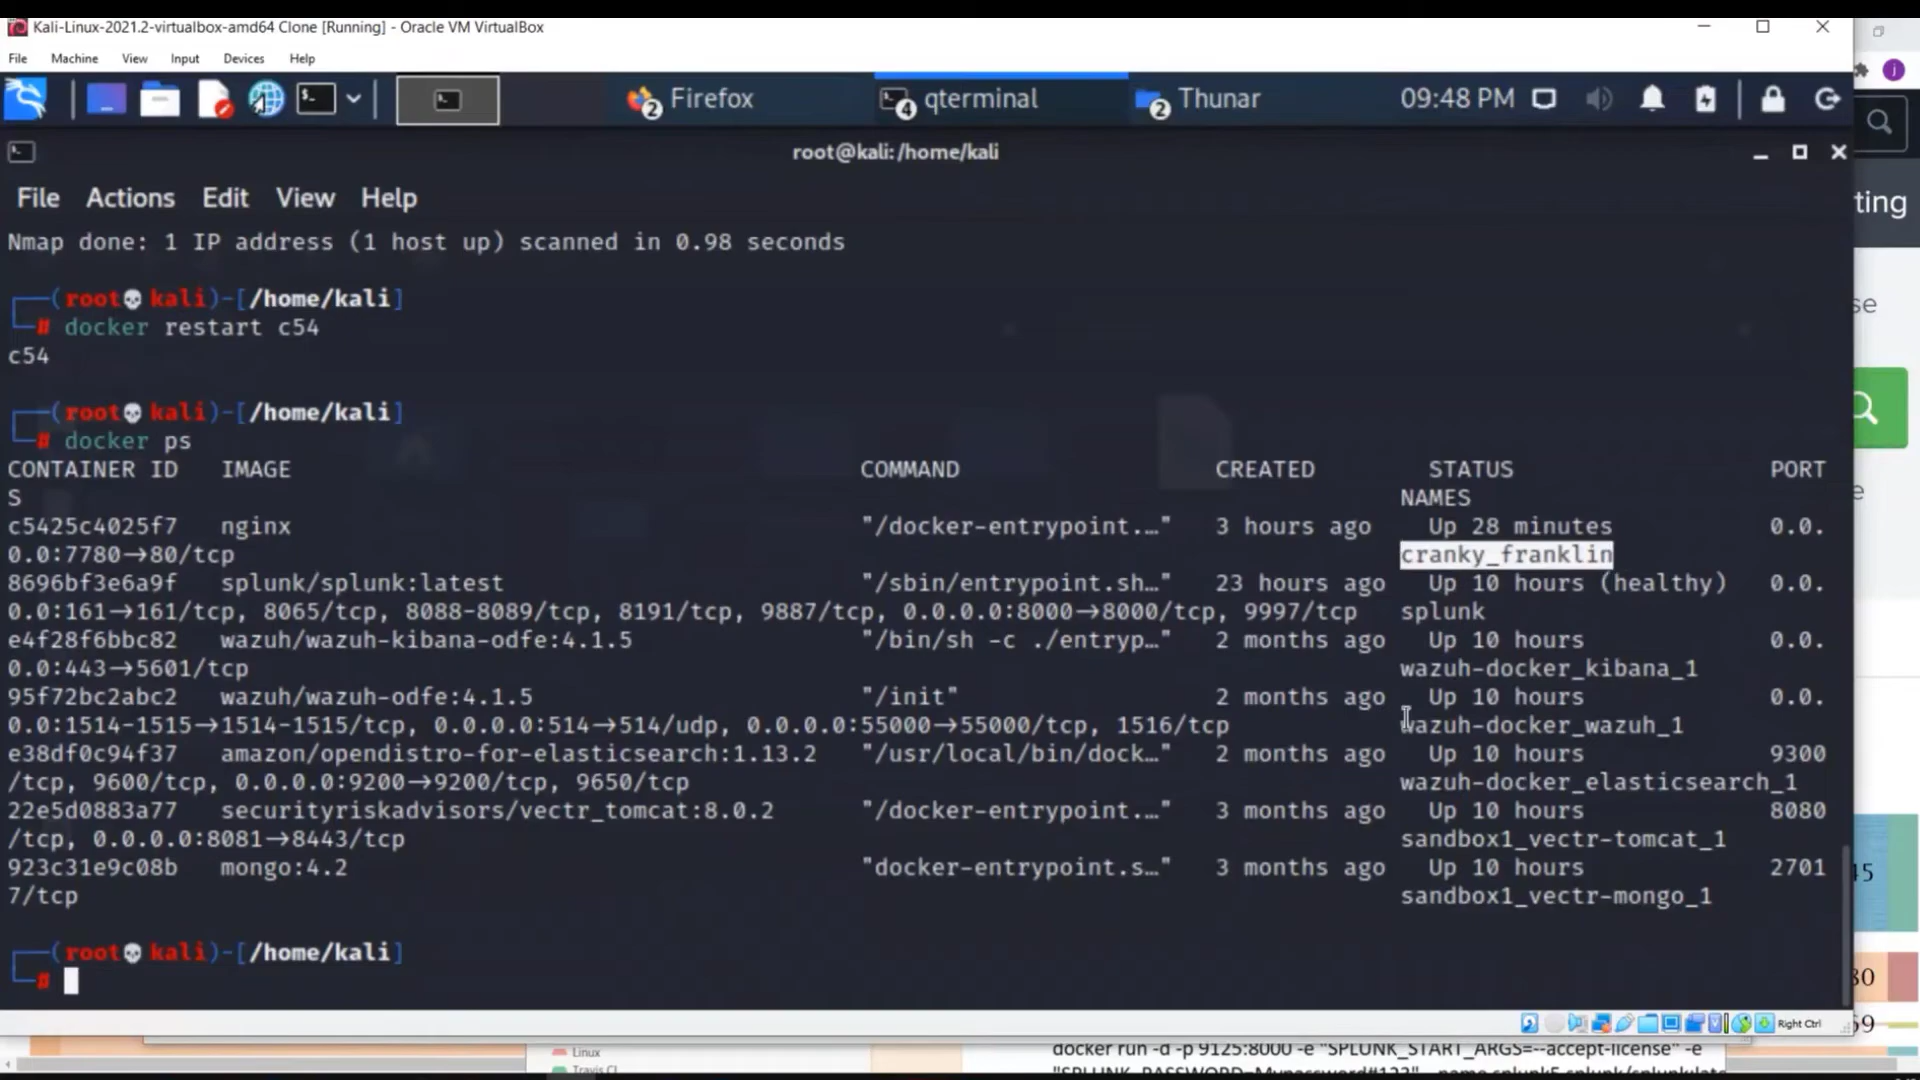 Kali-Linux-2021.2-virtualbox-amd64 Clone [Running] - Oracle VM VirtualBox
File Machine View Input Devices Help
2 Firefox 4 qterminal 2 Thunar 09:48 PM
root@kali:/home/kali
File Actions Edit View Help
Nmap done: 1 IP address (1 host up) scanned in 0.98 seconds
┌──(root💀kali)-[/home/kali]
└─# docker restart c54
c54
┌──(root💀kali)-[/home/kali]
└─# docker ps
CONTAINER ID IMAGE COMMAND CREATED STATUS PORT
S NAMES
c5425c4025f7 nginx "/docker-entrypoint.…" 3 hours ago Up 28 minutes 0.0.
0.0:7780→80/tcp cranky_franklin
8696bf3e6a9f splunk/splunk:latest "/sbin/entrypoint.sh…" 23 hours ago Up 10 hours (healthy) 0.0.
0.0:161→161/tcp, 8065/tcp, 8088-8089/tcp, 8191/tcp, 9887/tcp, 0.0.0.0:8000→8000/tcp, 9997/tcp splunk
e4f28f6bbc82 wazuh/wazuh-kibana-odfe:4.1.5 "/bin/sh -c ./entryp…" 2 months ago Up 10 hours 0.0.
0.0:443→5601/tcp wazuh-docker_kibana_1
95f72bc2abc2 wazuh/wazuh-odfe:4.1.5 "/init" 2 months ago Up 10 hours 0.0.
0.0:1514-1515→1514-1515/tcp, 0.0.0.0:514→514/udp, 0.0.0.0:55000→55000/tcp, 1516/tcp wazuh-docker_wazuh_1
e38df0c94f37 amazon/opendistro-for-elasticsearch:1.13.2 "/usr/local/bin/dock…" 2 months ago Up 10 hours 9300
/tcp, 9600/tcp, 0.0.0.0:9200→9200/tcp, 9650/tcp wazuh-docker_elasticsearch_1
22e5d0883a77 securityriskadvisors/vectr_tomcat:8.0.2 "/docker-entrypoint.…" 3 months ago Up 10 hours 8080
/tcp, 0.0.0.0:8081→8443/tcp sandbox1_vectr-tomcat_1
923c31e9c08b mongo:4.2 "docker-entrypoint.s…" 3 months ago Up 10 hours 2701
7/tcp sandbox1_vectr-mongo_1
┌──(root💀kali)-[/home/kali]
└─#
Right Ctrl
j
ting
se
e
45
80
59
Linux
Travis CI
docker run -d -p 9125:8000 -e "SPLUNK_START_ARGS=--accept-license" -e